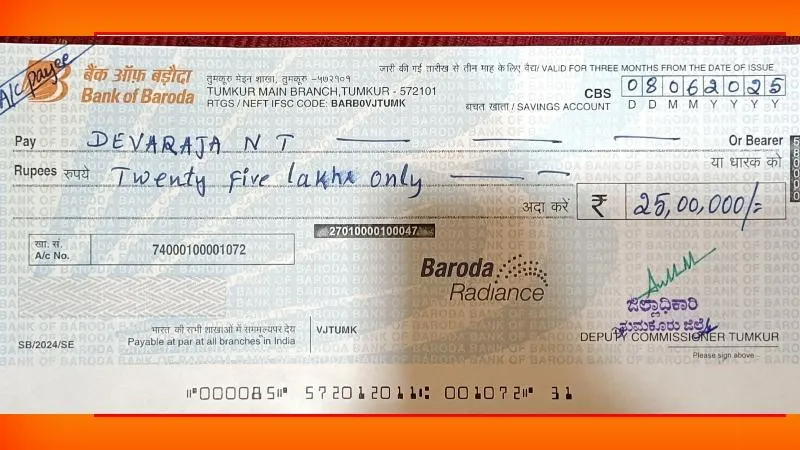 A/c payee
बैंक ऑफ़ बड़ौदा
Bank of Baroda
ತುಮಕೂರು ಮೈನ್ ಶಾಖೆ, ತುಮಕೂರು - ೫೭೨೧೦೧
TUMKUR MAIN BRANCH,TUMKUR - 572101
RTGS / NEFT IFSC CODE: BARB0VJTUMK
जारी की गई तारीख से तीन माह के लिए वैध/ VALID FOR THREE MONTHS FROM THE DATE OF ISSUE
CBS 08062025
D D M M Y Y Y Y
बचत खाता / SAVINGS ACCOUNT
Pay DEVARAJA N T Or Bearer
या धारक को
Rupees रुपये Twenty five lakhs only
अदा करें ₹ 25,00,000/=
27010000100047
खा. सं.
A/c No. 74000100001072
Baroda
Radiance
ಜಿಲ್ಲಾಧಿಕಾರಿ
ತುಮಕೂರು ಜಿಲ್ಲೆ
DEPUTY COMMISSIONER TUMKUR
Please sign above
SB/2024/SE
भारत की सभी शाखाओं में सममूल्यपर देय
Payable at par at all branches in India
VJTUMK
⑈000085⑈ 572012011⑆ 001072⑈ 31